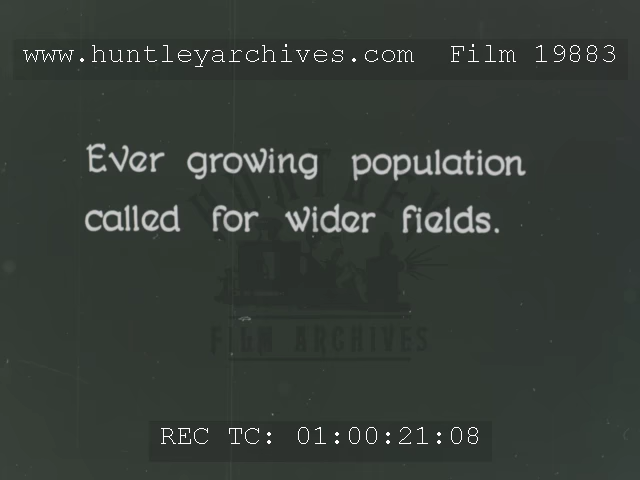 www.huntleyarchives.com Film 19883
Ever growing population
called for wider fields.
HUNTLEY
FILM ARCHIVES
REC TC: 01:00:21:08